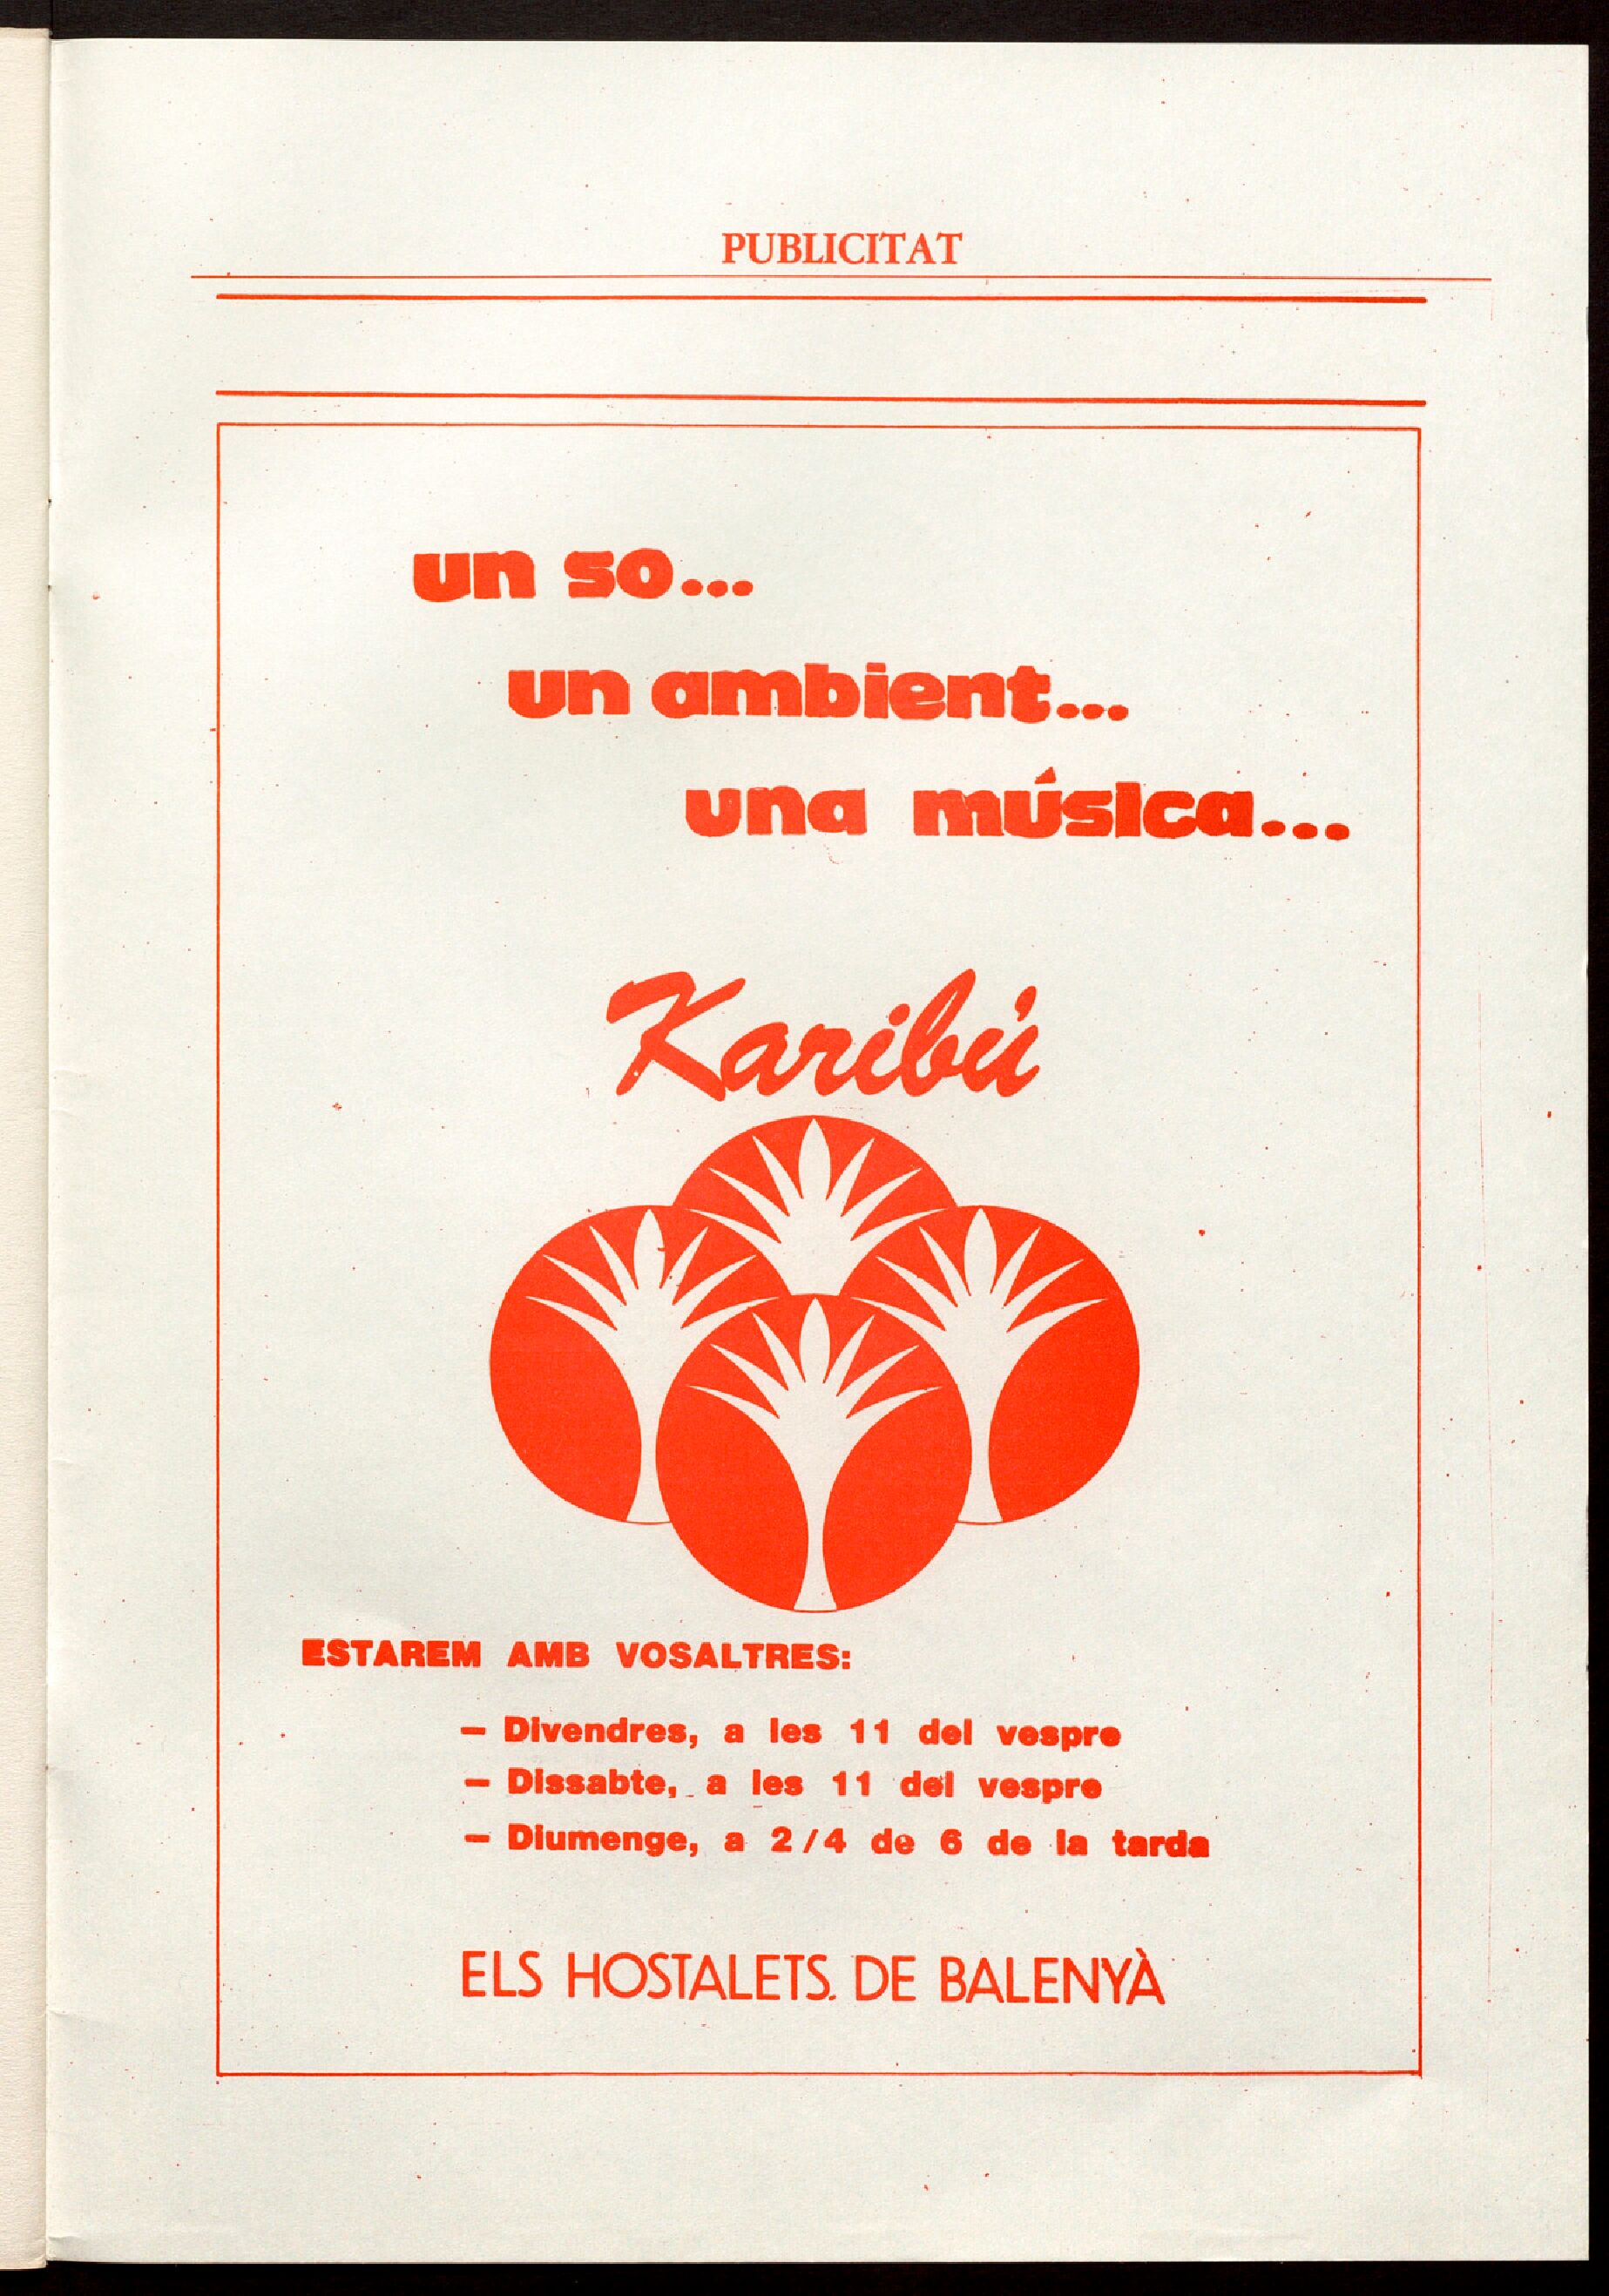 PUBLICITAT
un so...
un ambient...
una música...
Karibú
ESTAREM AMB VOSALTRES:
— Divendres, a les 11 del vespre
— Dissabte, a les 11 del vespre
— Diumenge, a 2/4 de 6 de la tarda
ELS HOSTALETS DE BALENYÀ